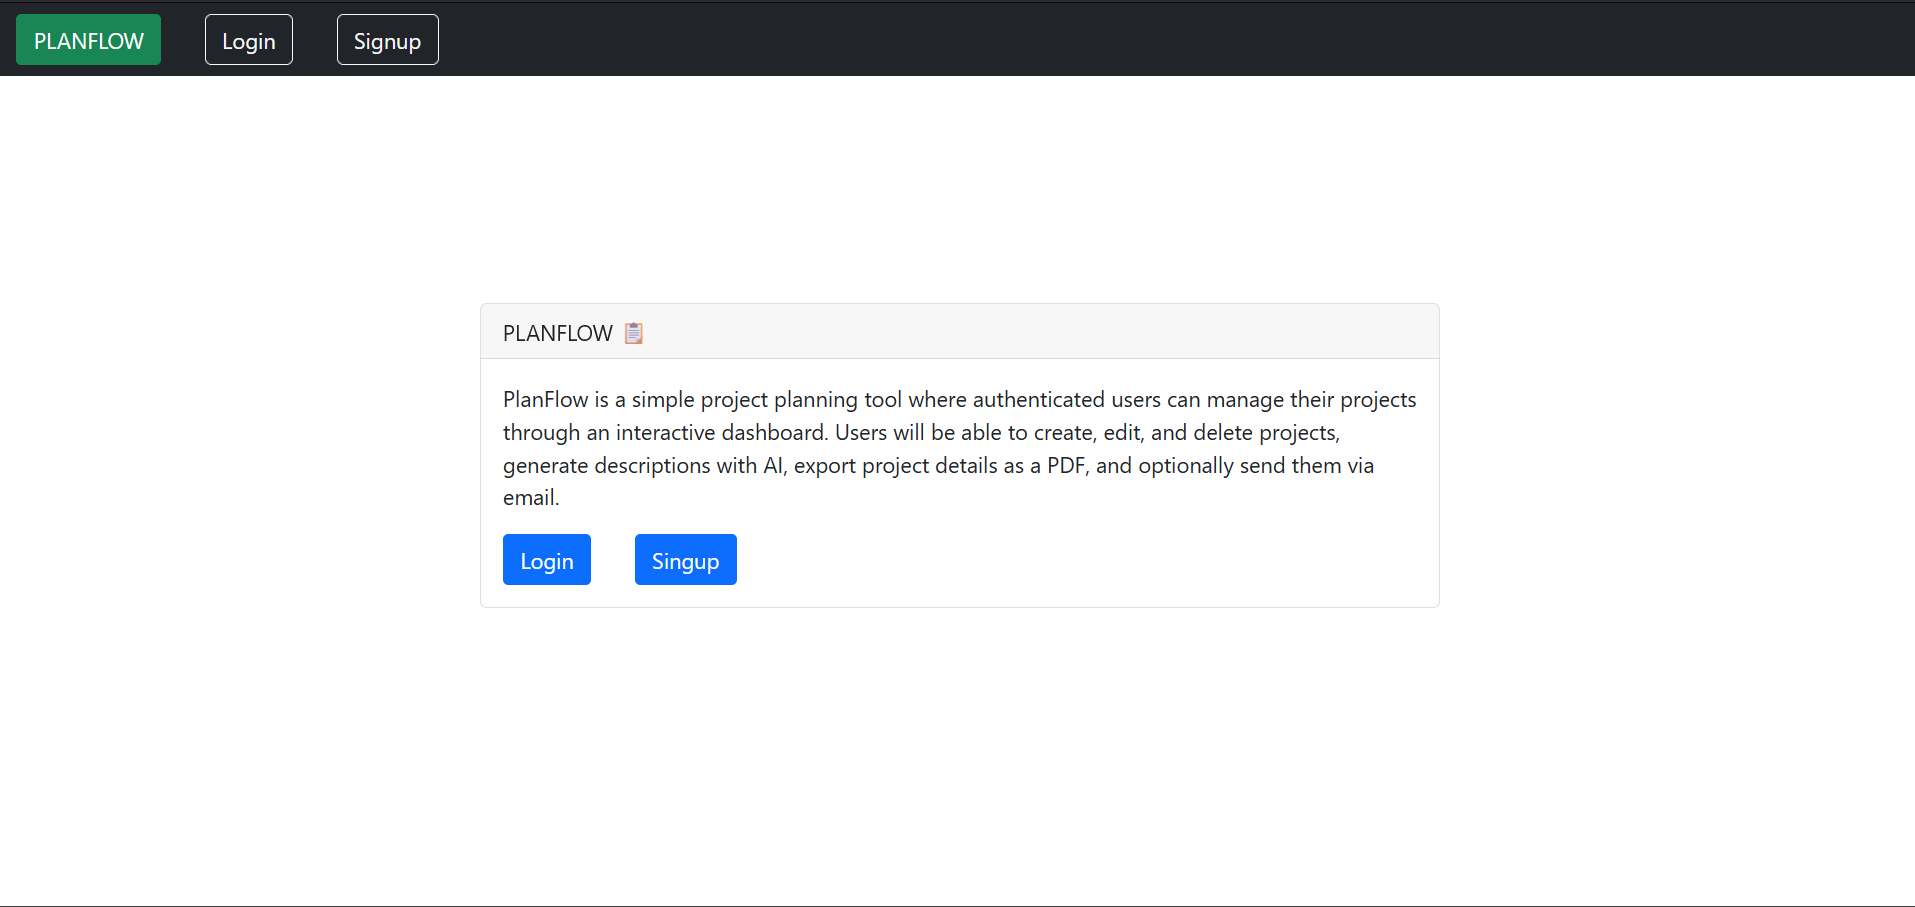 PLANFLOW Login Signup
PLANFLOW 📋
PlanFlow is a simple project planning tool where authenticated users can manage their projects
through an interactive dashboard. Users will be able to create, edit, and delete projects,
generate descriptions with AI, export project details as a PDF, and optionally send them via
email.
Login Singup